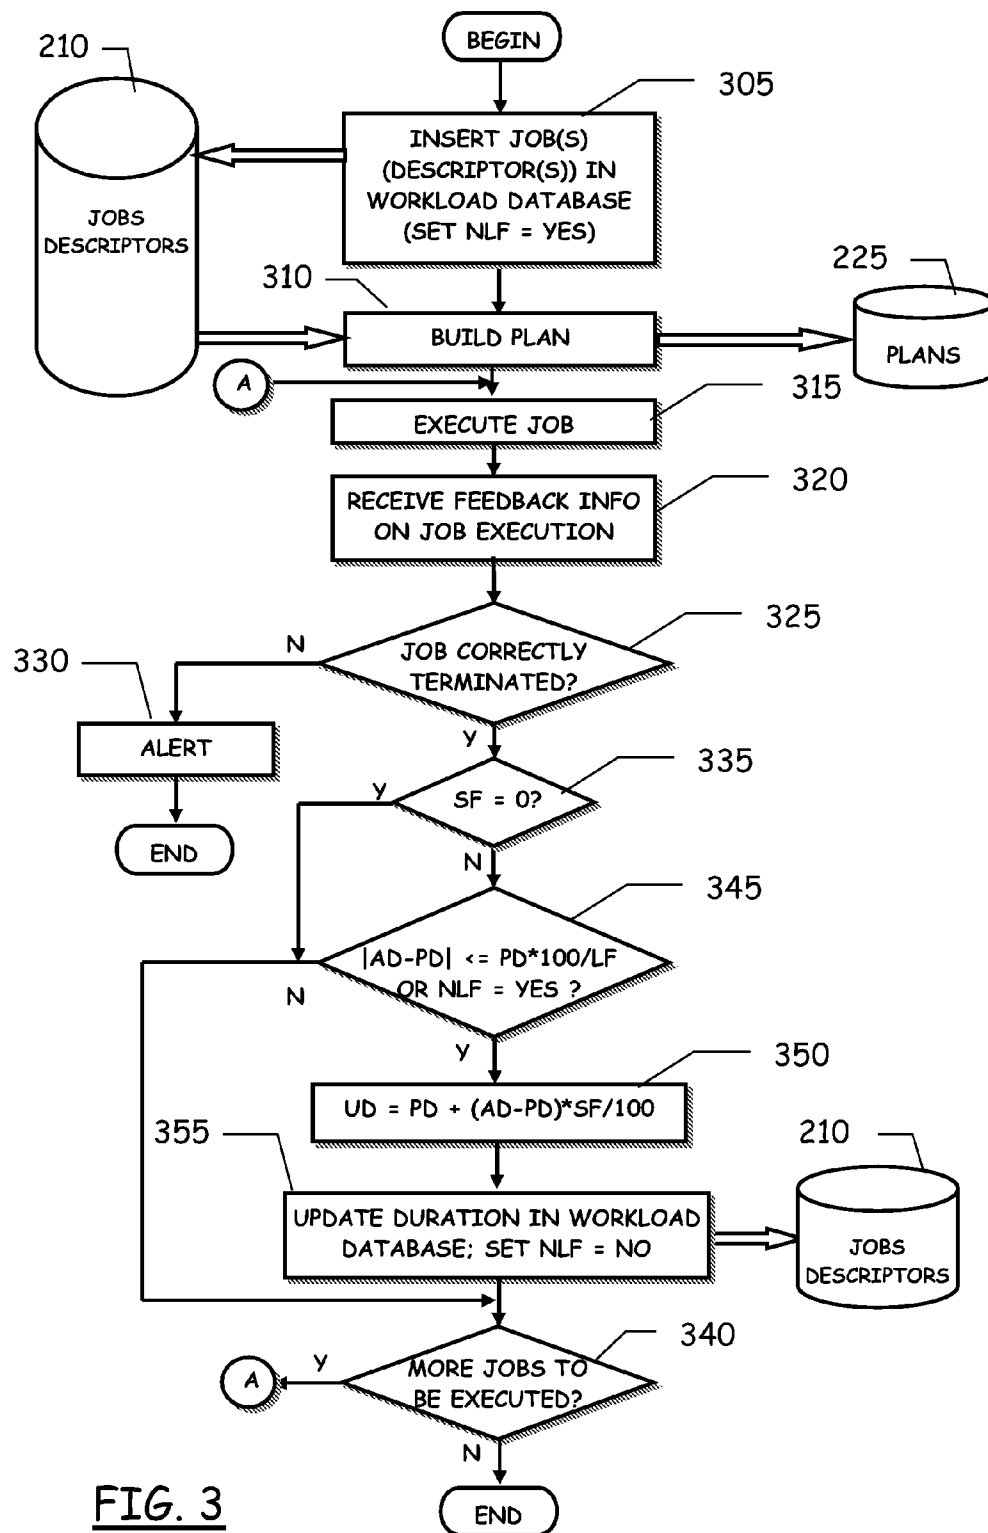 BEGIN
210
305
INSERT JOB(S)
(DESCRIPTOR(S)) IN
WORKLOAD DATABASE
(SET NLF = YES)
JOBS
DESCRIPTORS
310
225
BUILD PLAN
PLANS
A
315
EXECUTE JOB
320
RECEIVE FEEDBACK INFO
ON JOB EXECUTION
325
N
JOB CORRECTLY
TERMINATED?
330
Y
ALERT
335
Y
SF = 0?
END
N
345
|AD-PD| <= PD*100/LF
OR NLF = YES ?
N
Y
350
UD = PD + (AD-PD)*SF/100
355
210
UPDATE DURATION IN WORKLOAD
DATABASE; SET NLF = NO
JOBS
DESCRIPTORS
340
Y
A
MORE JOBS TO
BE EXECUTED?
N
END
FIG. 3